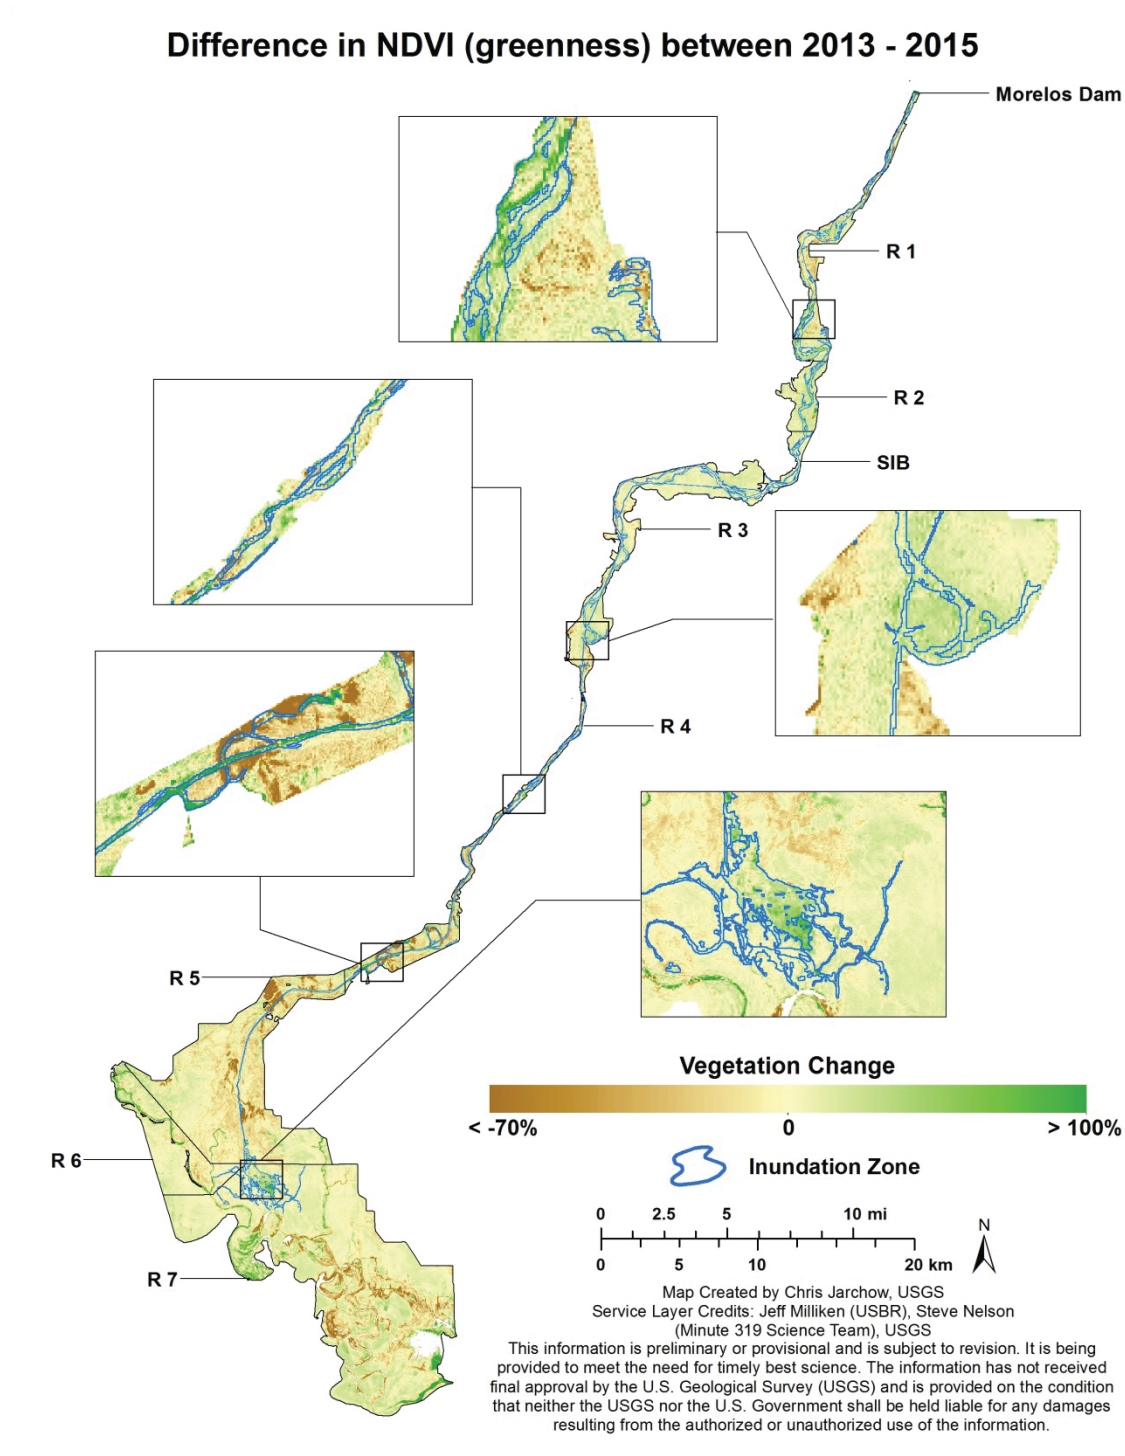 Difference in NDVI (greenness) between 2013 - 2015
Morelos Dam
R 1
R 2
SIB
R 3
R 4
R 5
R 6
R 7
Vegetation Change
< -70%
0
> 100%
Inundation Zone
0 2.5 5 10 mi
0 5 10 20 km
N
Map Created by Chris Jarchow, USGS
Service Layer Credits: Jeff Milliken (USBR), Steve Nelson
(Minute 319 Science Team), USGS
This information is preliminary or provisional and is subject to revision. It is being
provided to meet the need for timely best science. The information has not received
final approval by the U.S. Geological Survey (USGS) and is provided on the condition
that neither the USGS nor the U.S. Government shall be held liable for any damages
resulting from the authorized or unauthorized use of the information.